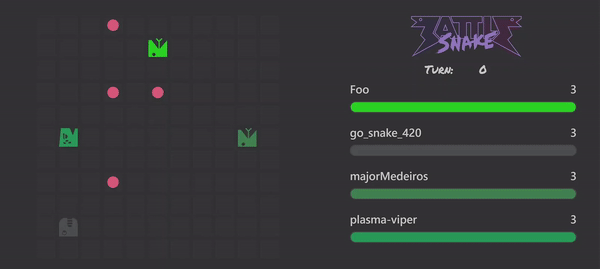 BATTLE
SNAKE
TURN: 0
Foo 3
go_snake_420 3
majorMedeiros 3
plasma-viper 3